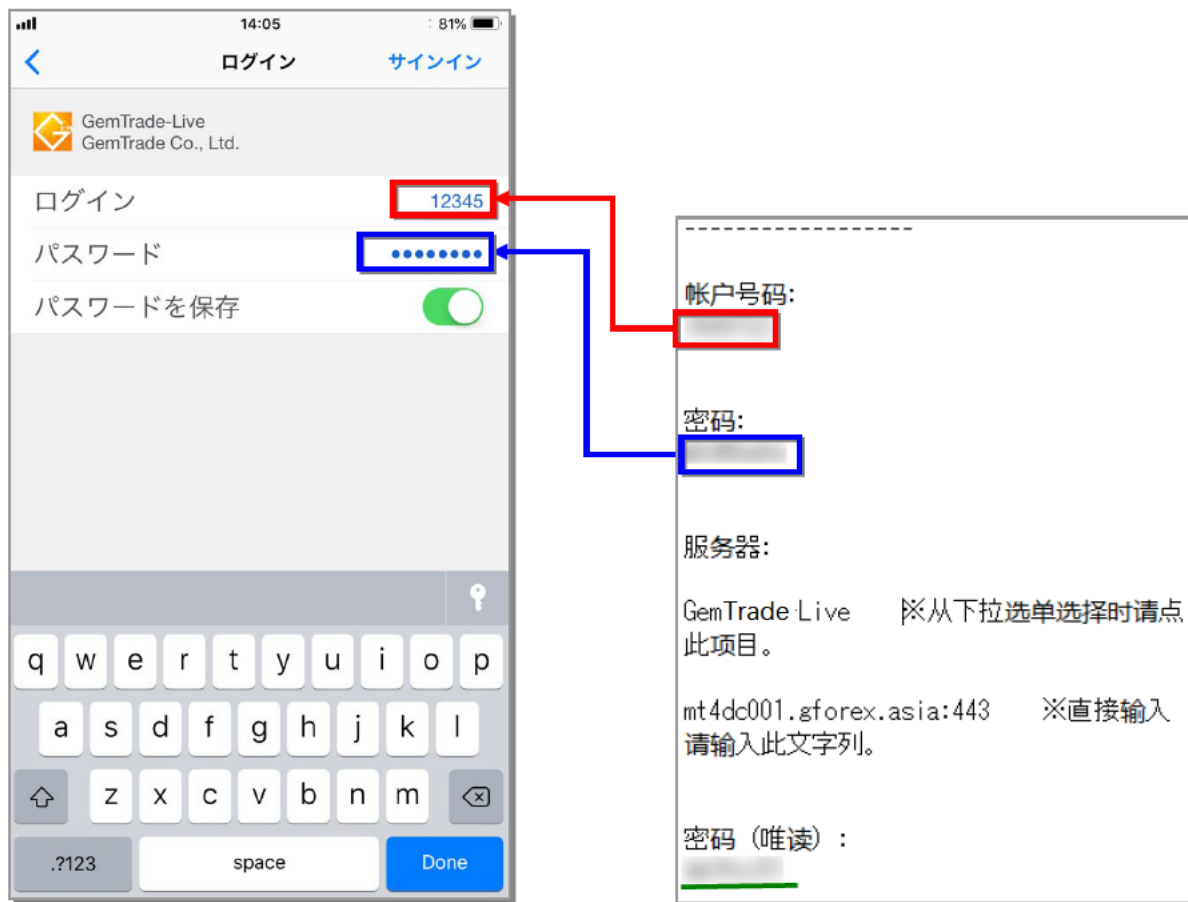 14:05
81%
ログイン
サインイン
GemTrade-Live
GemTrade Co., Ltd.
ログイン
12345
パスワード
••••••••
パスワードを保存
q w e r t y u i o p
a s d f g h j k l
z x c v b n m
.?123
space
Done
------------------
帐户号码:
密码:
服务器:
GemTrade Live ※从下拉选单选择时请点
此项目。
mt4dc001.gforex.asia:443 ※直接输入
请输入此文字列。
密码（唯读）: